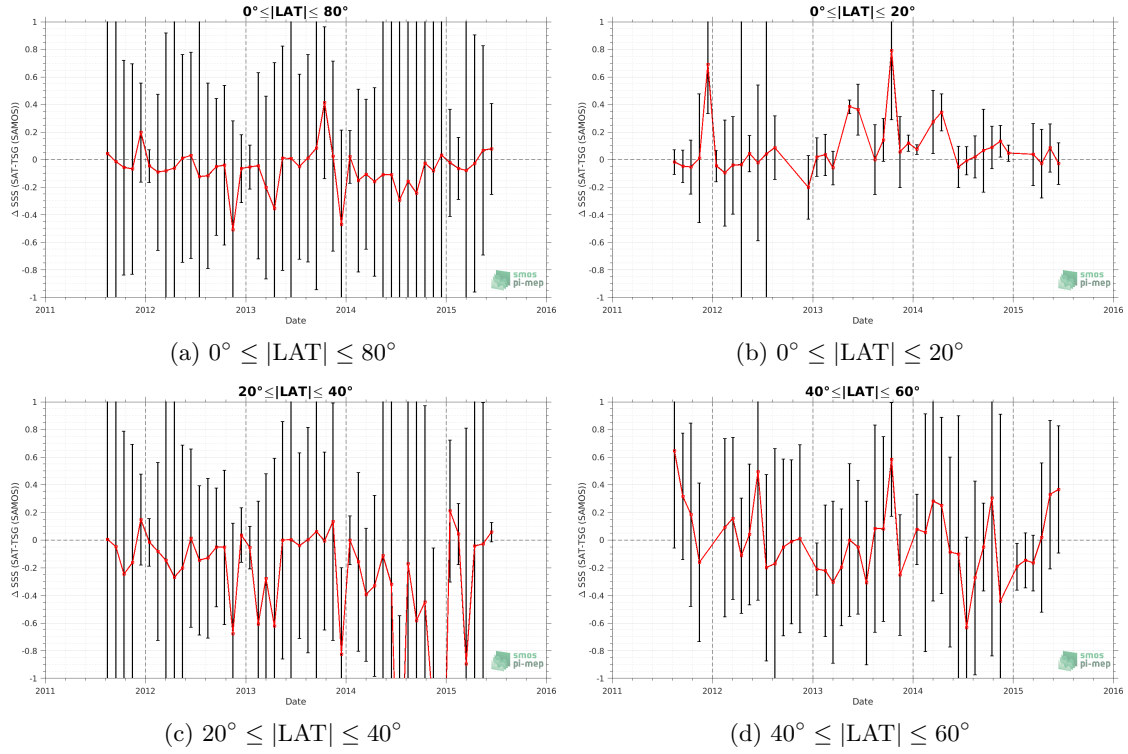 0°≤|LAT|≤ 80°
Δ SSS (SAT-TSG (SAMOS))
1
0.8
0.6
0.4
0.2
0
-0.2
-0.4
-0.6
-0.8
-1
2011
2012
2013
2014
2015
2016
Date
smos
pi-mep
(a) 0° ≤ |LAT| ≤ 80°
0°≤|LAT|≤ 20°
Δ SSS (SAT-TSG (SAMOS))
1
0.8
0.6
0.4
0.2
0
-0.2
-0.4
-0.6
-0.8
-1
2011
2012
2013
2014
2015
2016
Date
smos
pi-mep
(b) 0° ≤ |LAT| ≤ 20°
20°≤|LAT|≤ 40°
Δ SSS (SAT-TSG (SAMOS))
1
0.8
0.6
0.4
0.2
0
-0.2
-0.4
-0.6
-0.8
-1
2011
2012
2013
2014
2015
2016
Date
smos
pi-mep
(c) 20° ≤ |LAT| ≤ 40°
40°≤|LAT|≤ 60°
Δ SSS (SAT-TSG (SAMOS))
1
0.8
0.6
0.4
0.2
0
-0.2
-0.4
-0.6
-0.8
-1
2011
2012
2013
2014
2015
2016
Date
smos
pi-mep
(d) 40° ≤ |LAT| ≤ 60°